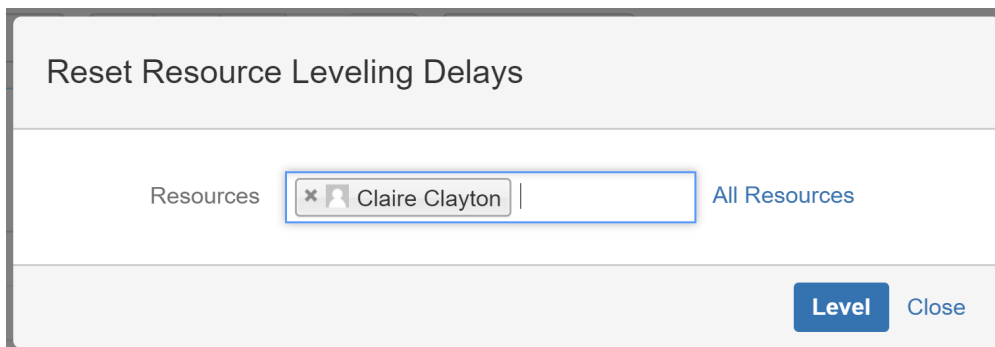 Reset Resource Leveling Delays
Resources
Claire Clayton
All Resources
Level
Close